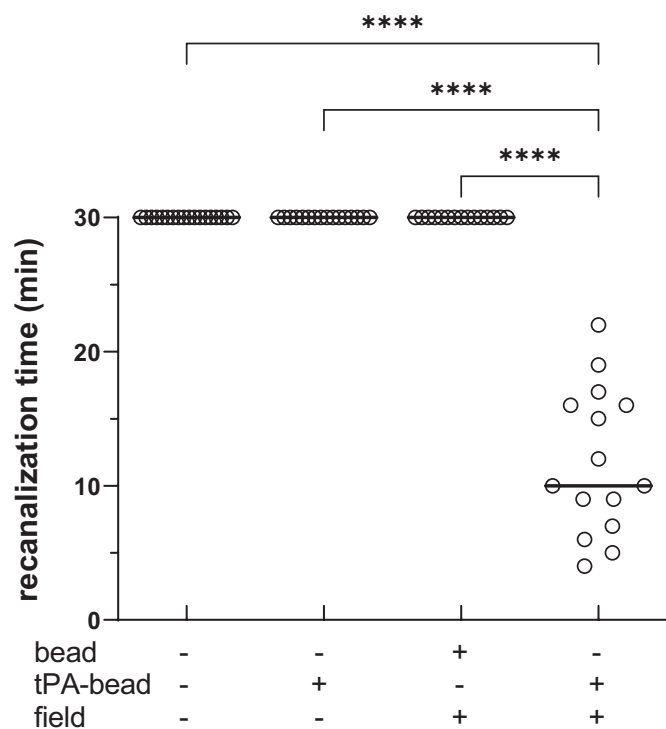 ****
****
****
30
20
10
0
recanalization time (min)
bead - - + -
tPA-bead - + - +
field - - + +